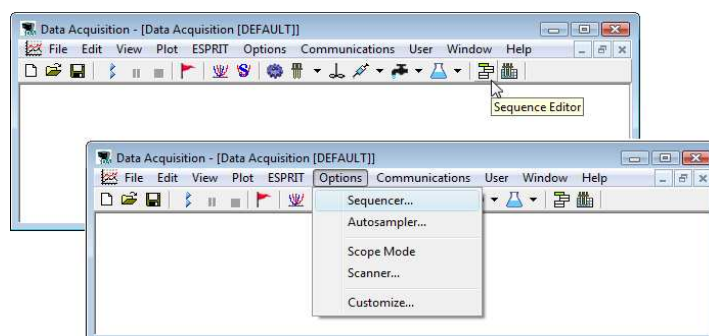 Data Acquisition - [Data Acquisition [DEFAULT]]
File Edit View Plot ESPRIT Options Communications User Window Help
Sequence Editor
Data Acquisition - [Data Acquisition [DEFAULT]]
File Edit View Plot ESPRIT Options Communications User Window Help
Sequencer...
Autosampler...
Scope Mode
Scanner...
Customize...